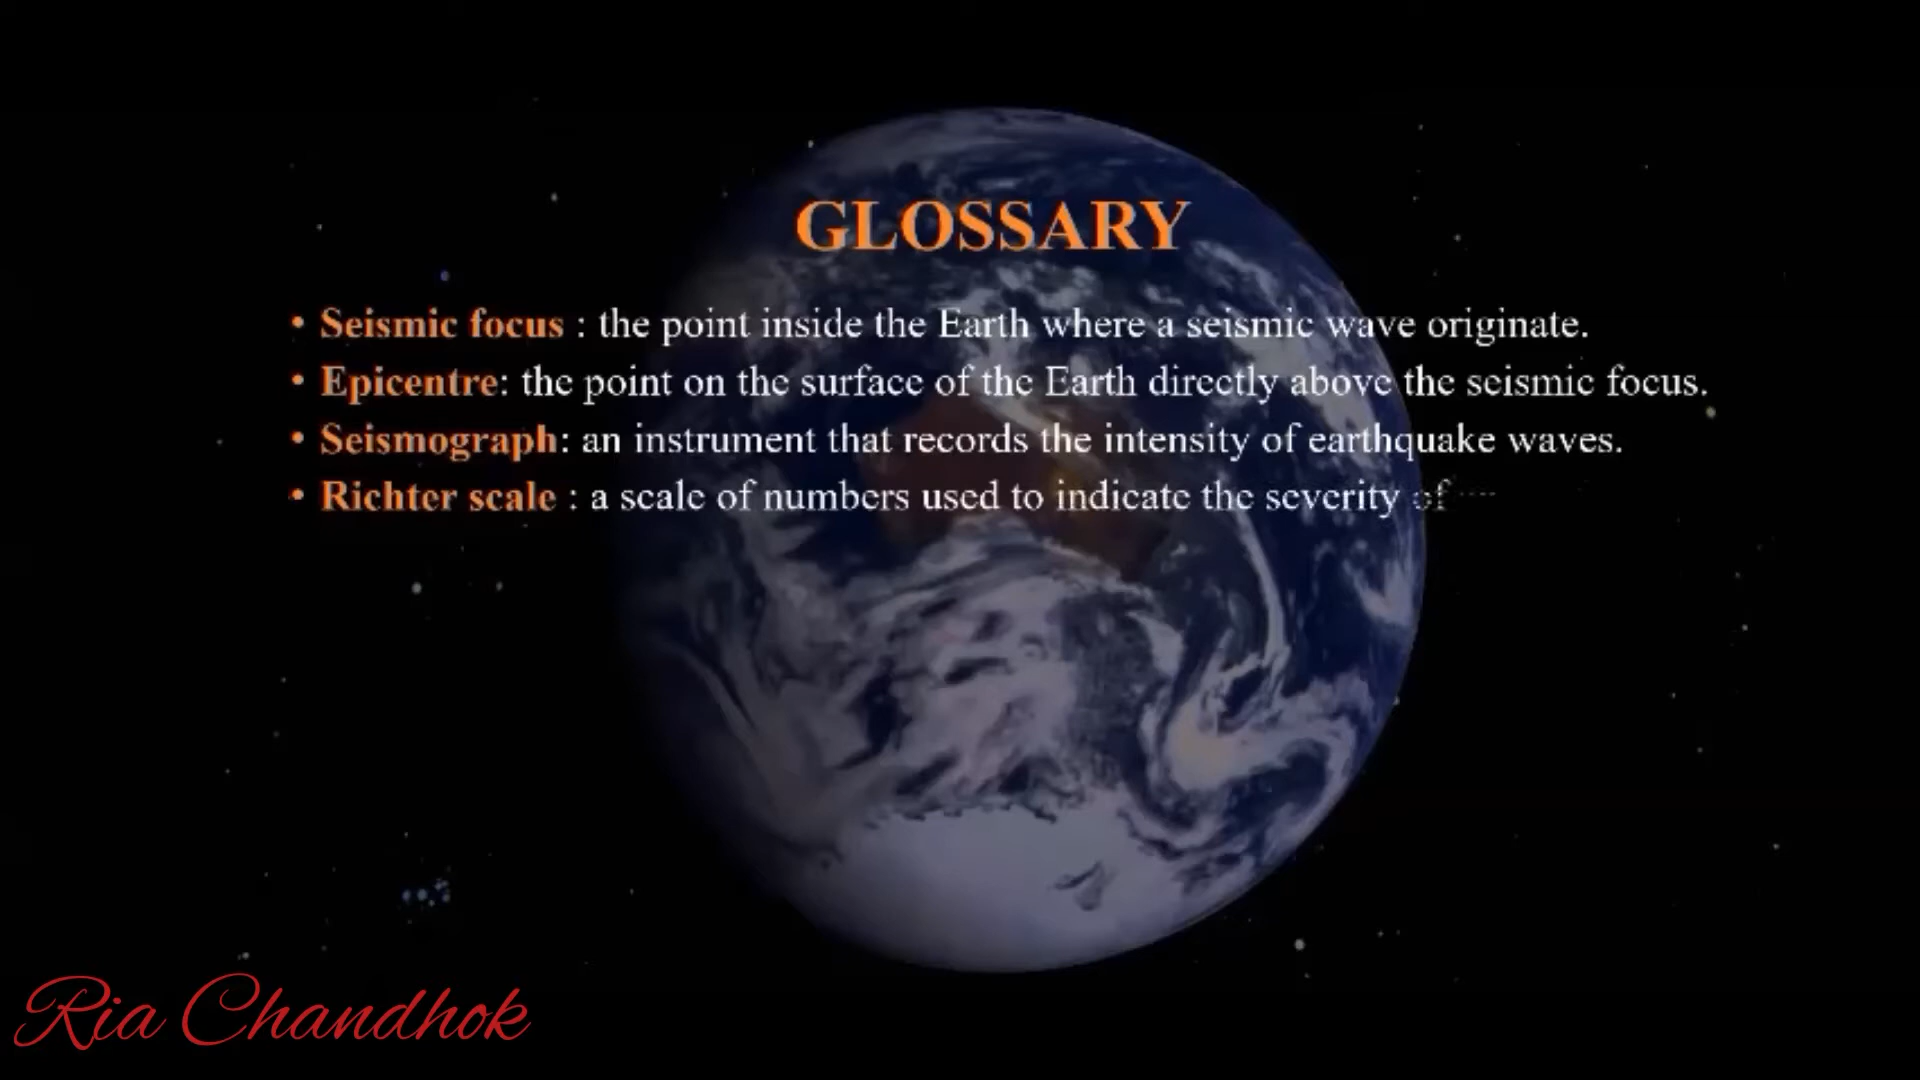 GLOSSARY
• Seismic focus : the point inside the Earth where a seismic wave originate.
• Epicentre: the point on the surface of the Earth directly above the seismic focus.
• Seismograph: an instrument that records the intensity of earthquake waves.
• Richter scale : a scale of numbers used to indicate the severity of
Ria Chandhok